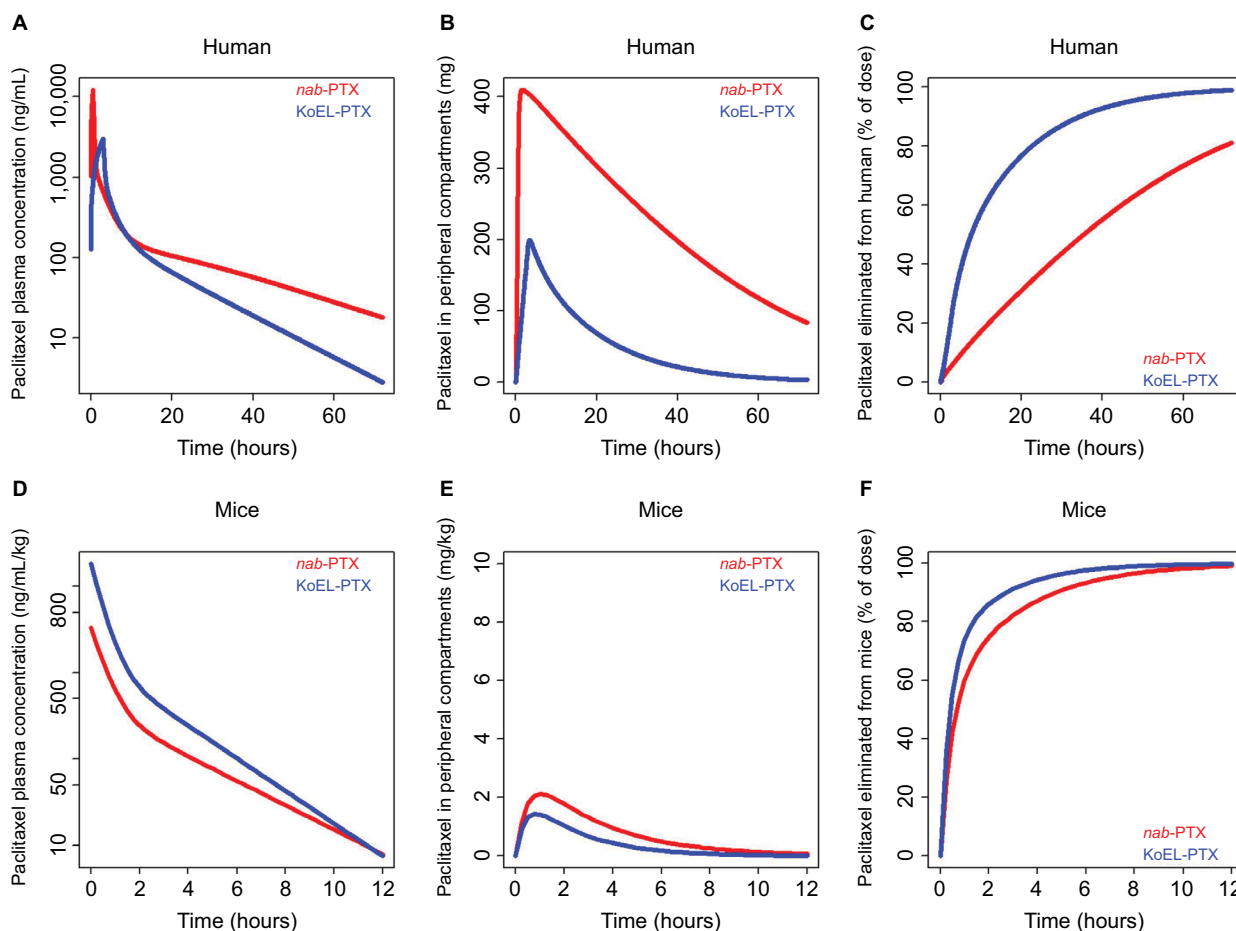 A
Human
Paclitaxel plasma concentration (ng/mL)
10,000
1,000
100
10
nab-PTX
KoEL-PTX
0 20 40 60
Time (hours)
B
Human
Paclitaxel in peripheral compartments (mg)
400
300
200
100
0
nab-PTX
KoEL-PTX
0 20 40 60
Time (hours)
C
Human
Paclitaxel eliminated from human (% of dose)
100
80
60
40
20
0
nab-PTX
KoEL-PTX
0 20 40 60
Time (hours)
D
Mice
Paclitaxel plasma concentration (ng/mL/kg)
8000
500
50
10
nab-PTX
KoEL-PTX
0 2 4 6 8 10 12
Time (hours)
E
Mice
Paclitaxel in peripheral compartments (mg/kg)
10
8
6
4
2
0
nab-PTX
KoEL-PTX
0 2 4 6 8 10 12
Time (hours)
F
Mice
Paclitaxel eliminated from mice (% of dose)
100
80
60
40
20
0
nab-PTX
KoEL-PTX
0 2 4 6 8 10 12
Time (hours)